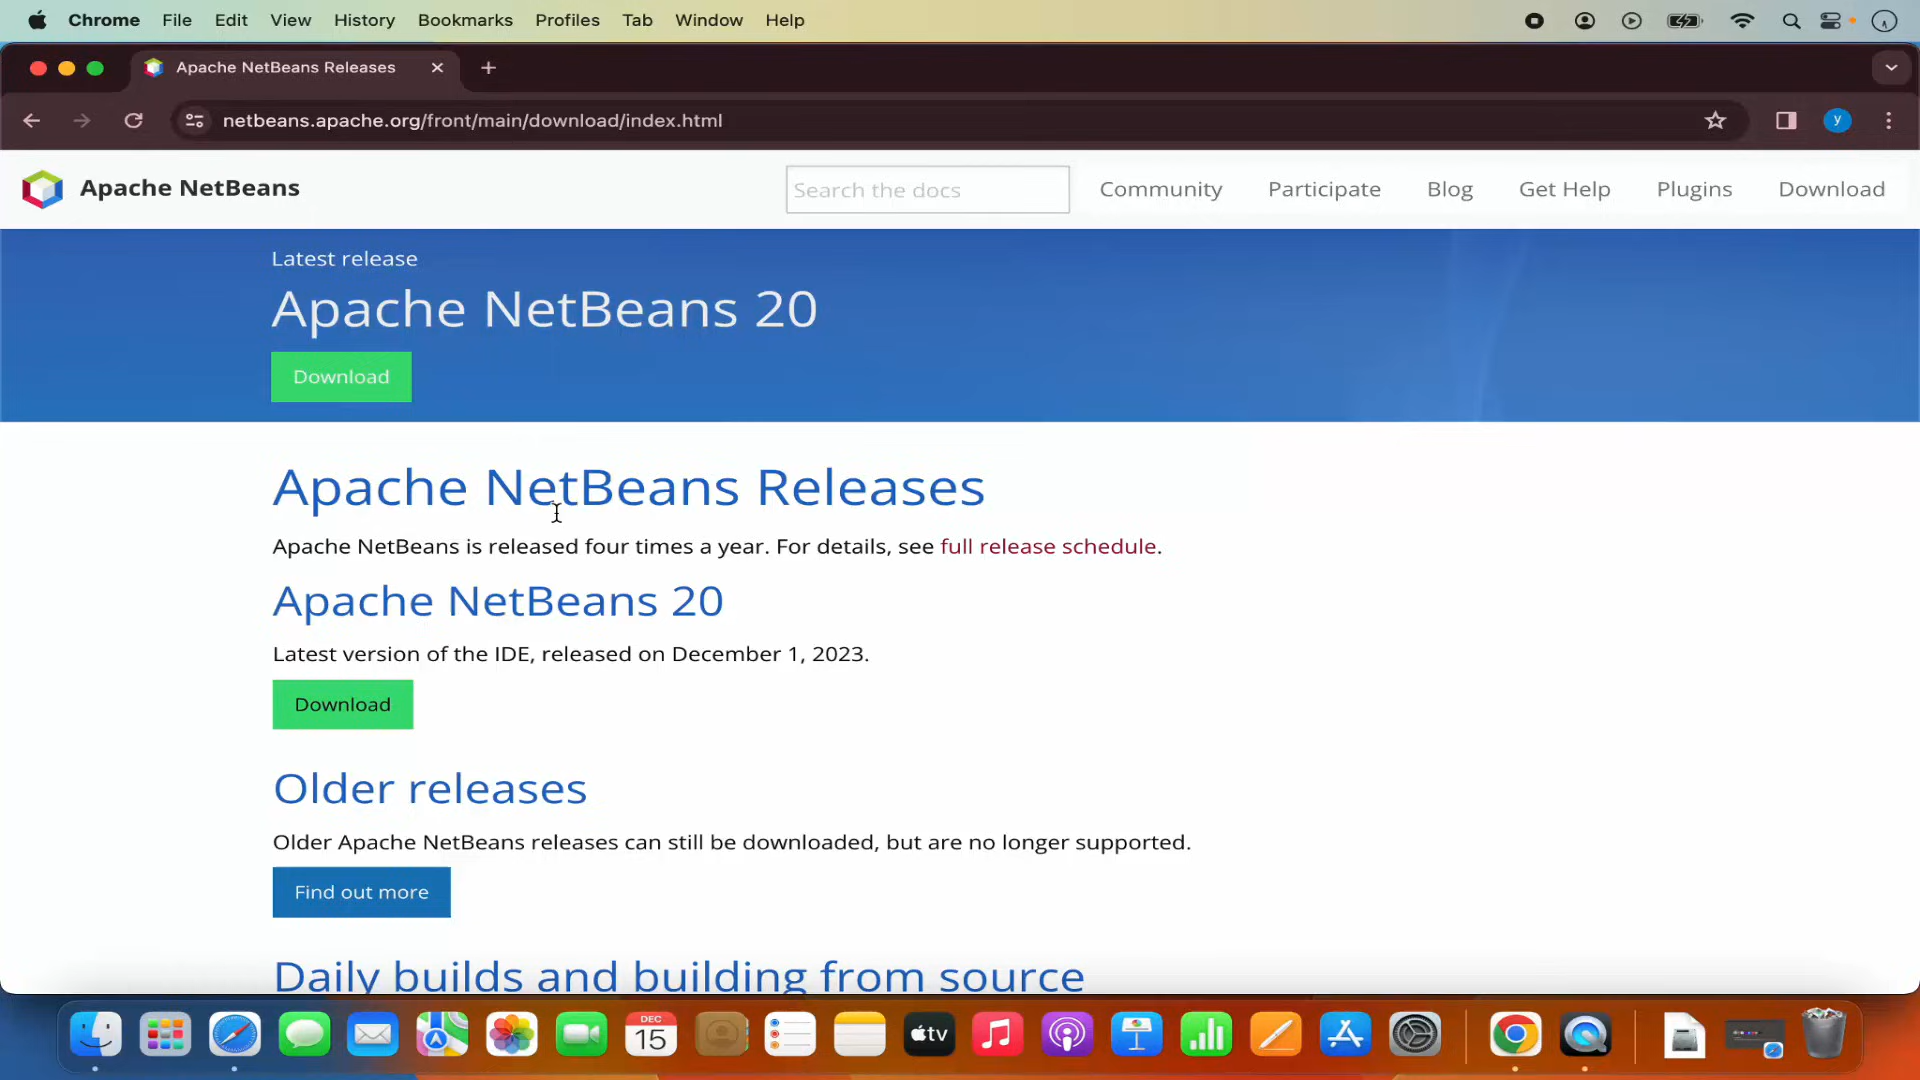 Chrome File Edit View History Bookmarks Profiles Tab Window Help
Apache NetBeans Releases
netbeans.apache.org/front/main/download/index.html
y
Apache NetBeans
Search the docs
Community Participate Blog Get Help Plugins Download
Latest release
Apache NetBeans 20
Download
Apache NetBeans Releases
Apache NetBeans is released four times a year. For details, see full release schedule.
Apache NetBeans 20
Latest version of the IDE, released on December 1, 2023.
Download
Older releases
Older Apache NetBeans releases can still be downloaded, but are no longer supported.
Find out more
Daily builds and building from source
DEC
15
tv